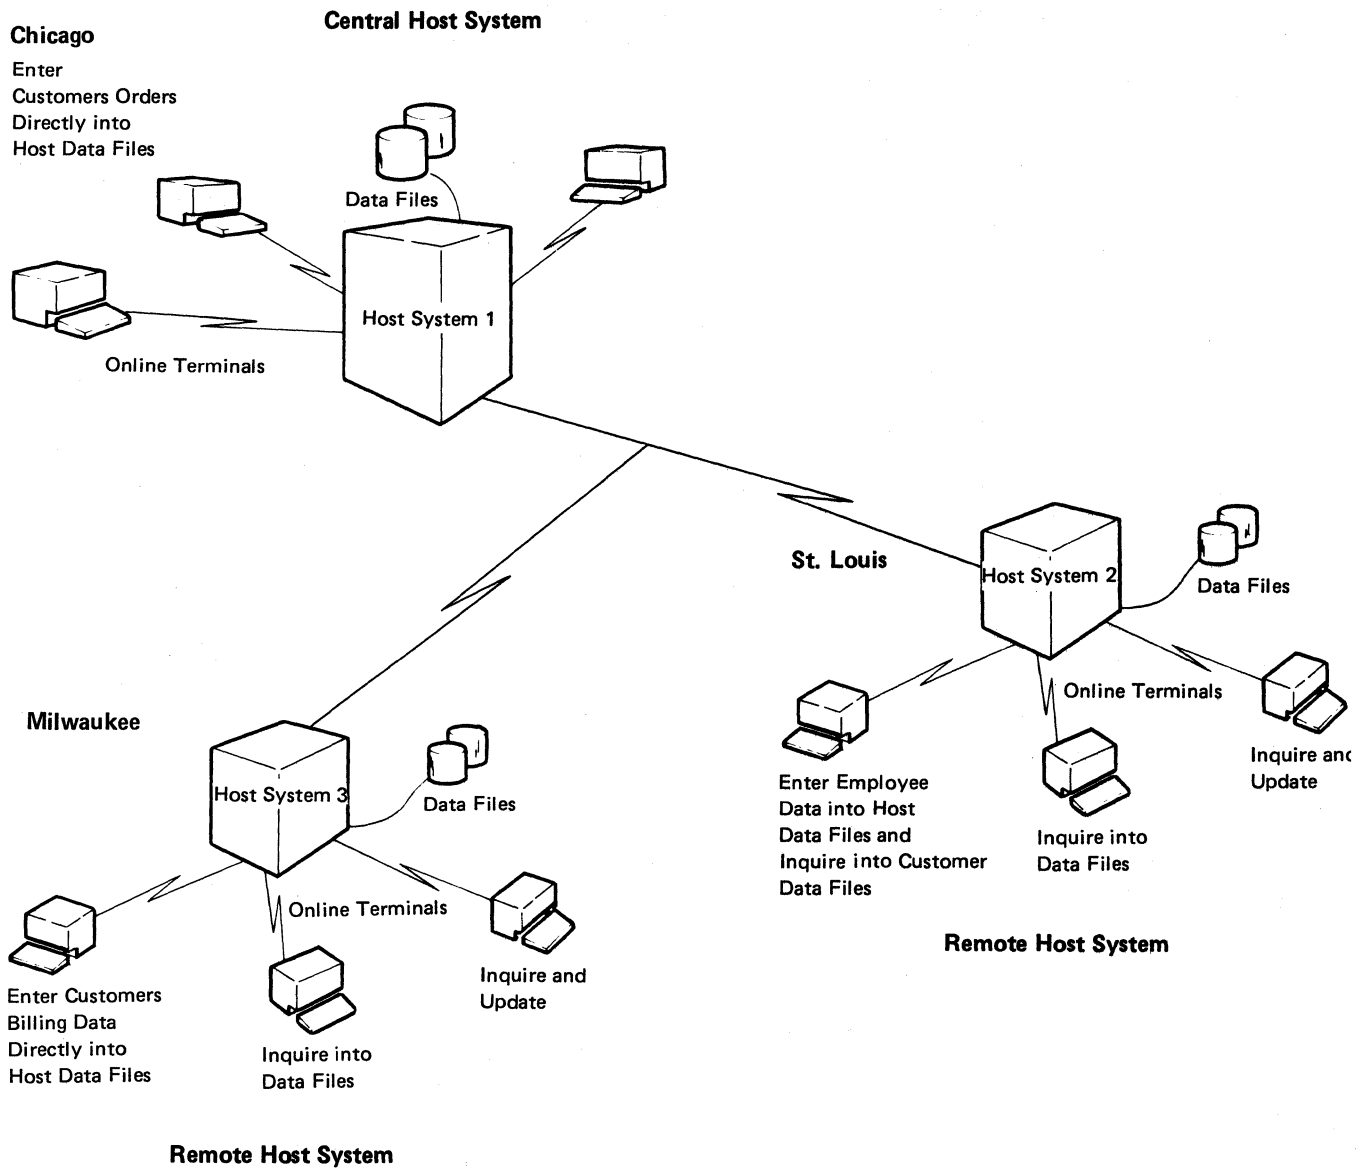 Central Host System
Chicago
Enter
Customers Orders
Directly into
Host Data Files
Data Files
Host System 1
Online Terminals
St. Louis
Host System 2
Data Files
Online Terminals
Enter Employee
Data into Host
Data Files and
Inquire into Customer
Data Files
Inquire into
Data Files
Inquire and
Update
Remote Host System
Milwaukee
Host System 3
Data Files
Online Terminals
Enter Customers
Billing Data
Directly into
Host Data Files
Inquire into
Data Files
Inquire and
Update
Remote Host System